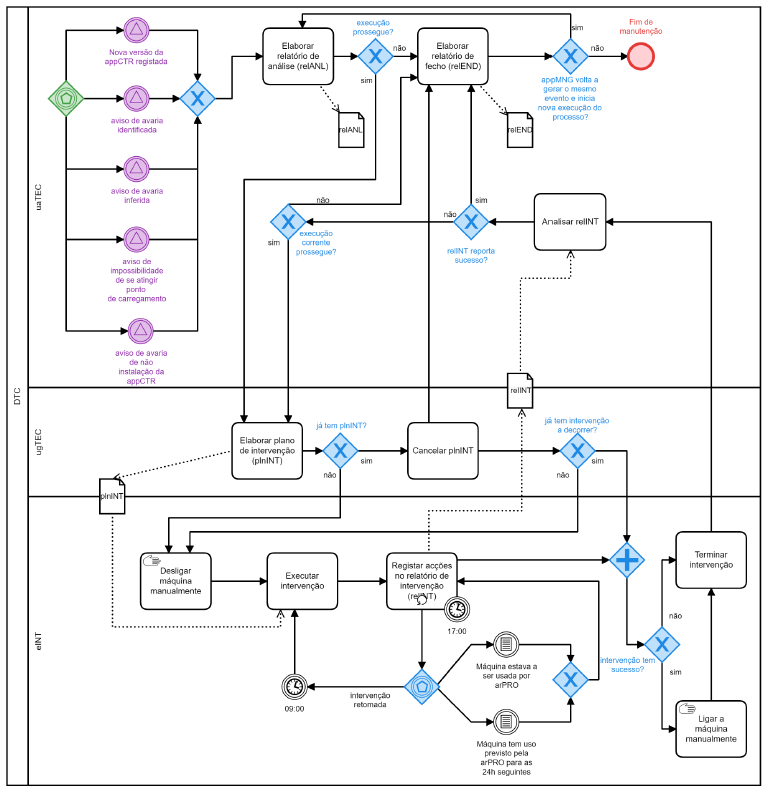 DTC
uaTEC
ugTEC
eINT
Nova versão da
appCTR registada
aviso de avaria
identificada
aviso de avaria
inferida
aviso de
impossibilidade
de se atingir
ponto
de carregamento
aviso de avaria
de não
instalação da
appCTR
Elaborar
relatório de
análise (relANL)
relANL
execução
prossegue?
não
sim
Elaborar
relatório de
fecho (relEND)
relEND
sim
não
appMNG volta a
gerar o mesmo
evento e inicia
nova execução do
processo?
Fim de
manutenção
não
sim
execução
corrente
prossegue?
não
sim
relINT reporta
sucesso?
Analisar relINT
relINT
Elaborar plano
de intervenção
(plnINT)
plnINT
já tem plnINT?
sim
não
Cancelar plnINT
já tem intervenção
a decorrer?
sim
não
Desligar
máquina
manualmente
Executar
intervenção
Registar acções
no relatório de
intervenção
(relINT)
17:00
09:00
intervenção
retomada
Máquina estava a
ser usada por
arPRO
Máquina tem uso
previsto pela
arPRO para as
24h seguintes
Terminar
intervenção
não
intervenção tem
sucesso?
sim
Ligar a
máquina
manualmente